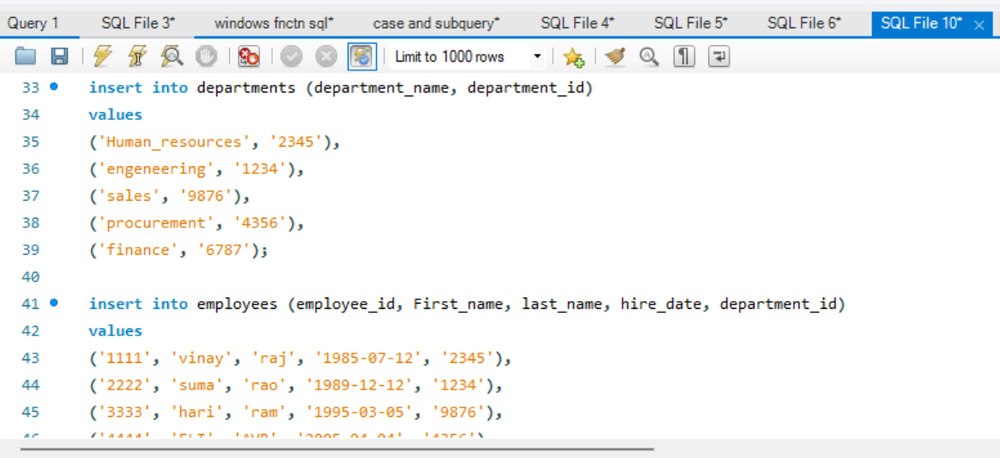 Query 1 SQL File 3* windows fnctn sql* case and subquery* SQL File 4* SQL File 5* SQL File 6* SQL File 10*
Limit to 1000 rows
33 insert into departments (department_name, department_id)
34 values
35 ('Human_resources', '2345'),
36 ('engeneering', '1234'),
37 ('sales', '9876'),
38 ('procurement', '4356'),
39 ('finance', '6787');
40
41 insert into employees (employee_id, First_name, last_name, hire_date, department_id)
42 values
43 ('1111', 'vinay', 'raj', '1985-07-12', '2345'),
44 ('2222', 'suma', 'rao', '1989-12-12', '1234'),
45 ('3333', 'hari', 'ram', '1995-03-05', '9876'),